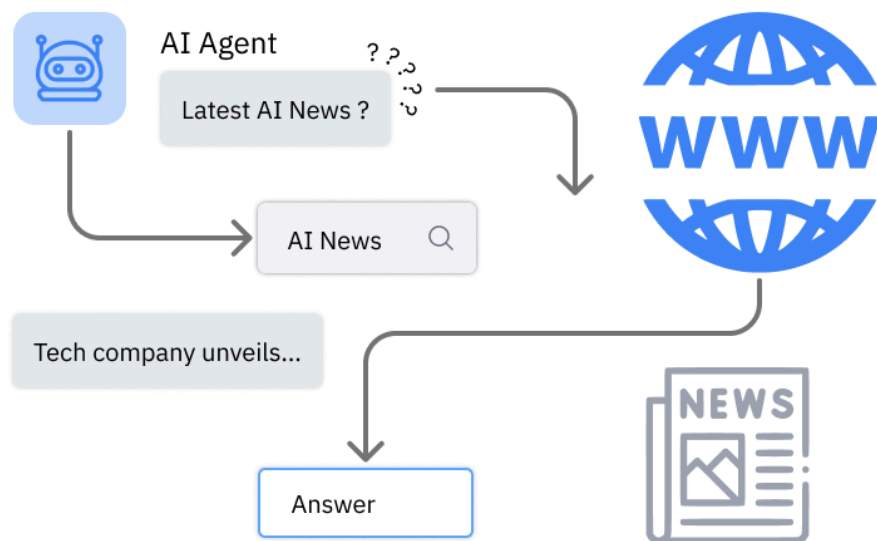 AI Agent
? ? ? ? ?
Latest AI News ?
WWW
AI News
Tech company unveils...
NEWS
Answer